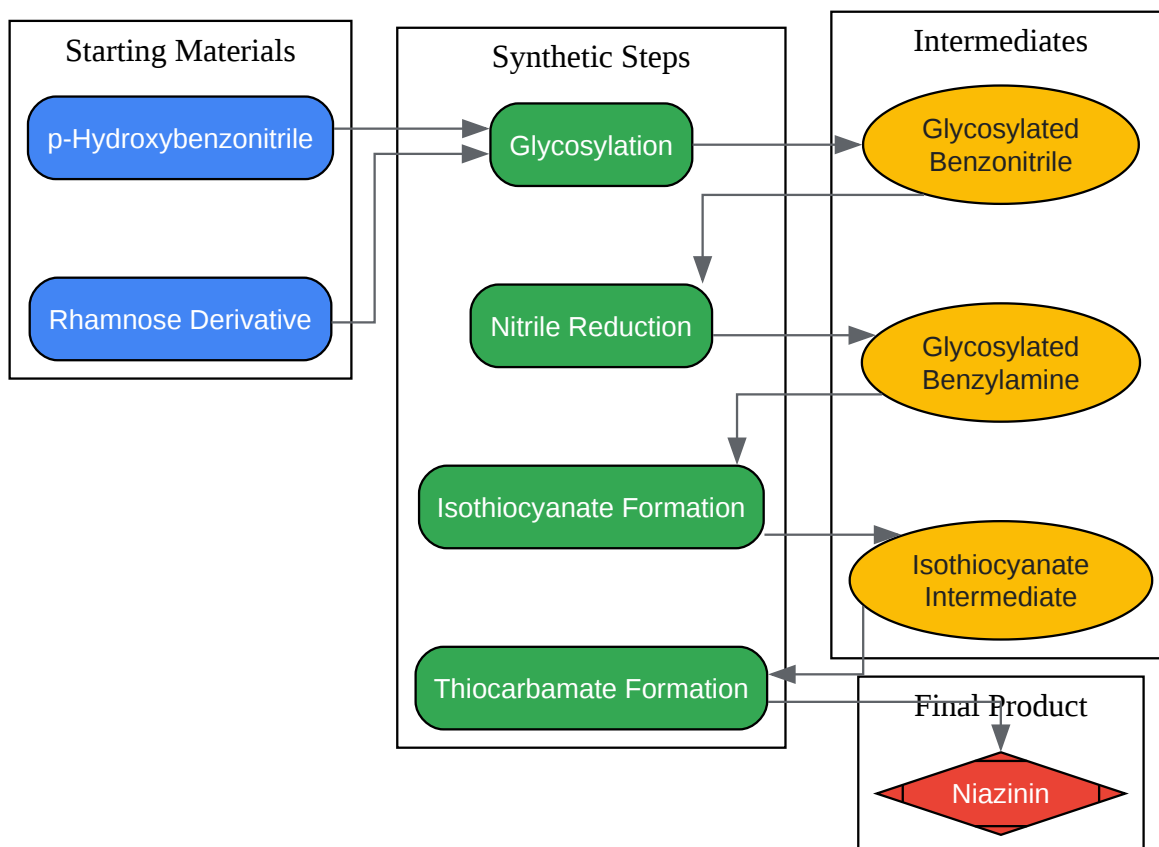 Starting Materials
p-Hydroxybenzonitrile
Rhamnose Derivative
Synthetic Steps
Glycosylation
Nitrile Reduction
Isothiocyanate Formation
Thiocarbamate Formation
Intermediates
Glycosylated
Benzonitrile
Glycosylated
Benzylamine
Isothiocyanate
Intermediate
Final Product
Niazinin